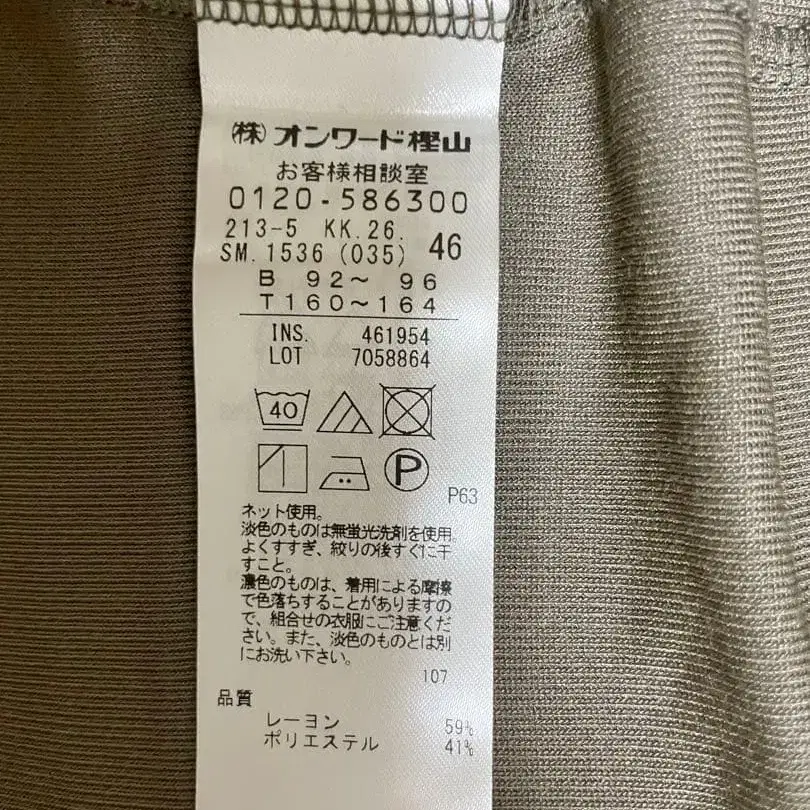 ㈱オンワード樫山
お客様相談室
0120-586300
213-5 KK.26.
SM.1536(035) 46
B 92～ 96
T160～164
INS. 461954
LOT 7058864
40
P
P63
ネット使用。
淡色のものは無蛍光洗剤を使用。
よくすすぎ、絞りの後すぐに干
すこと。
濃色のものは、着用による摩擦
で色落ちすることがありますの
で、組合せの衣服にご注意くだ
さい。また、淡色のものとは別
にお洗い下さい。
107
品質
レーヨン 59%
ポリエステル 41%